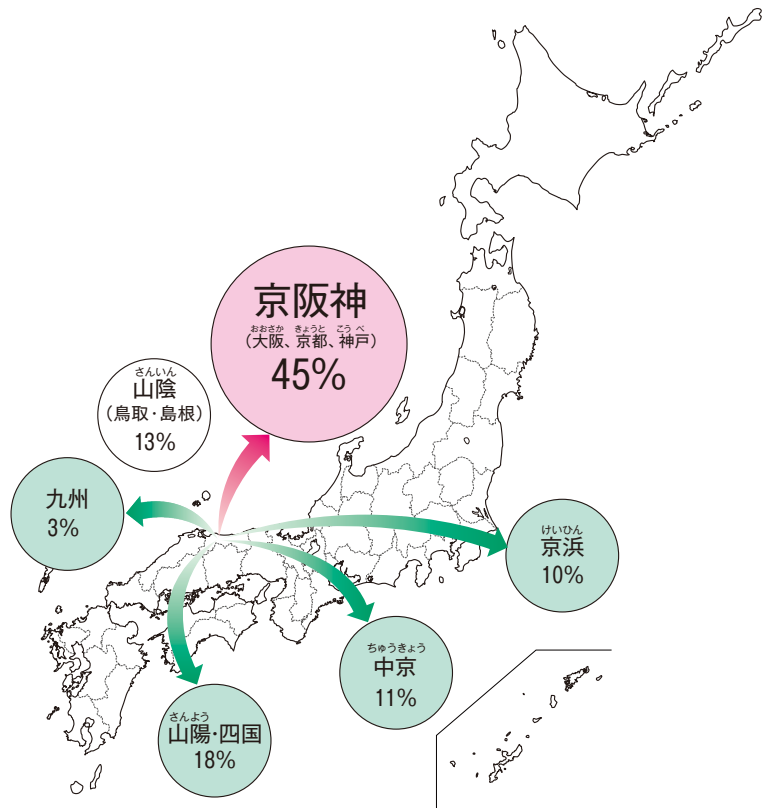 京阪神
おおさか きょうと こうべ
（大阪、京都、神戸）
45%
さんいん
山陰
（鳥取・島根）
13%
九州
3%
けいひん
京浜
10%
ちゅうきょう
中京
11%
さんよう
山陽・四国
18%